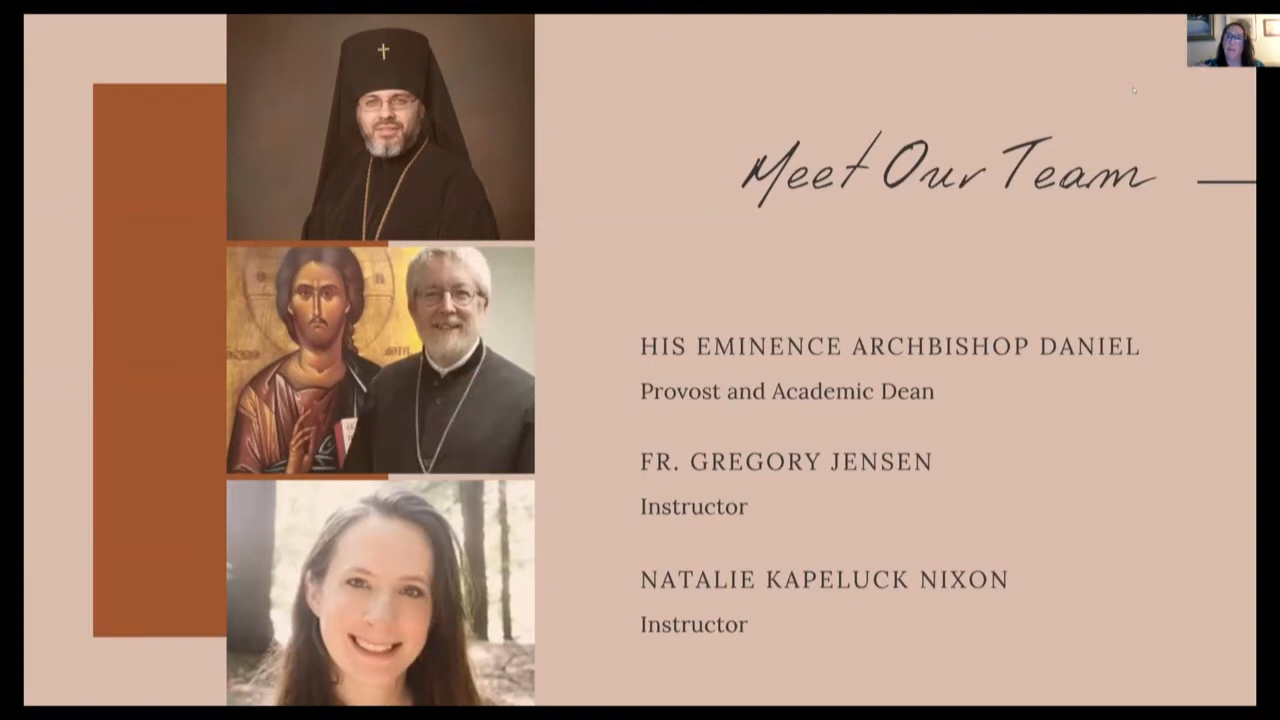 Meet Our Team
HIS EMINENCE ARCHBISHOP DANIEL
Provost and Academic Dean
FR. GREGORY JENSEN
Instructor
NATALIE KAPELUCK NIXON
Instructor